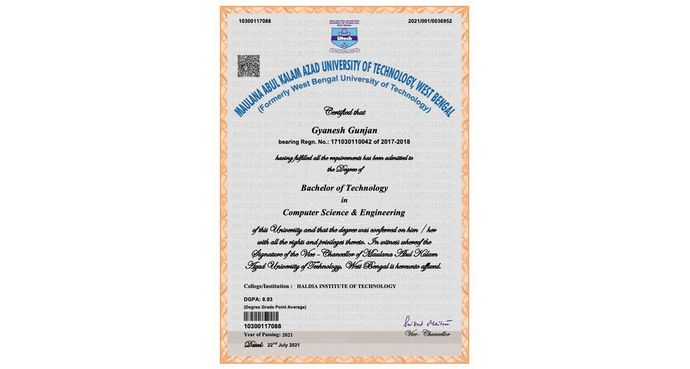 10300117088 2021/001/0036952
Utech
MAULANA ABUL KALAM AZAD UNIVERSITY OF TECHNOLOGY, WEST BENGAL
(Formerly West Bengal University of Technology)
Certified that
Gyanesh Gunjan
bearing Regn. No.: 171030110042 of 2017-2018
having fulfilled all the requirements has been admitted to
the Degree of
Bachelor of Technology
in
Computer Science & Engineering
of this University and that the degree was conferred on him / her
with all the rights and privileges thereto. In witness whereof the
Signature of the Vice - Chancellor of Maulana Abul Kalam
Azad University of Technology, West Bengal is hereunto affixed.
College/Institution : HALDIA INSTITUTE OF TECHNOLOGY
DGPA: 8.93
(Degree Grade Point Average)
10300117088
Year of Passing: 2021
Vice- Chancellor
Dated: 22nd July 2021